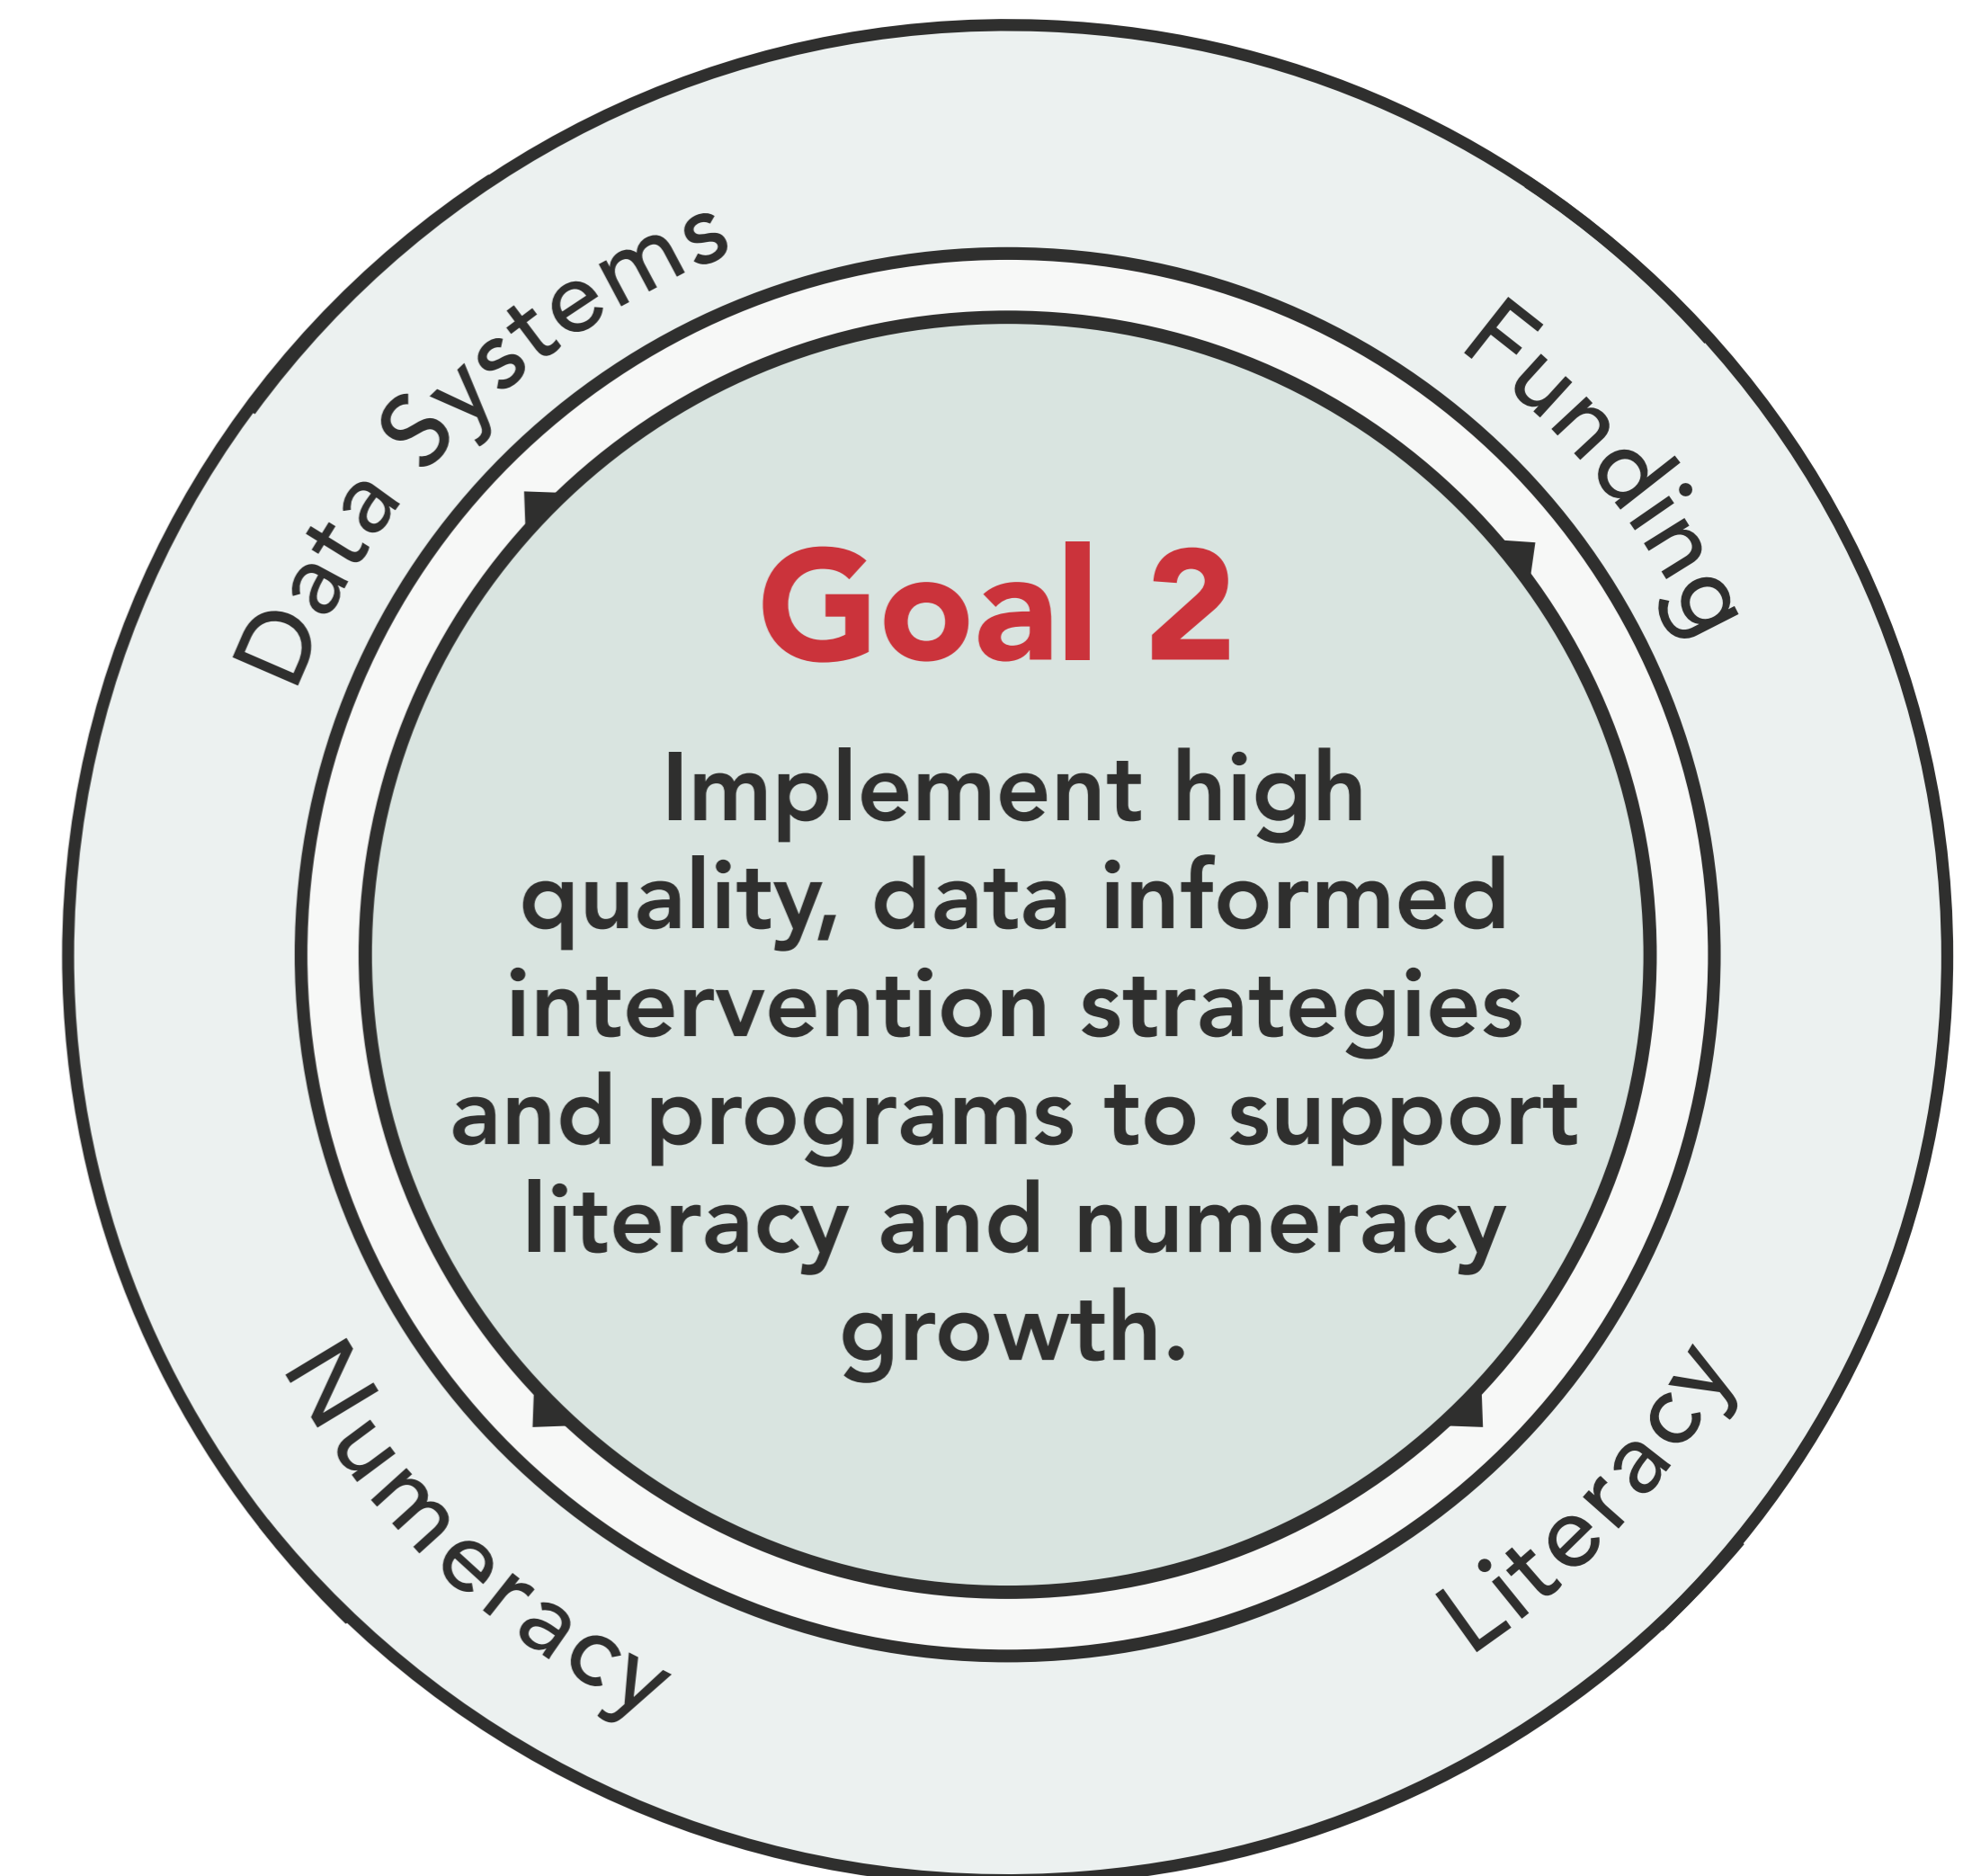 Data Systems
Funding
Goal 2
Implement high
quality, data informed
intervention strategies
and programs to support
literacy and numeracy
growth.
Numeracy
Literacy